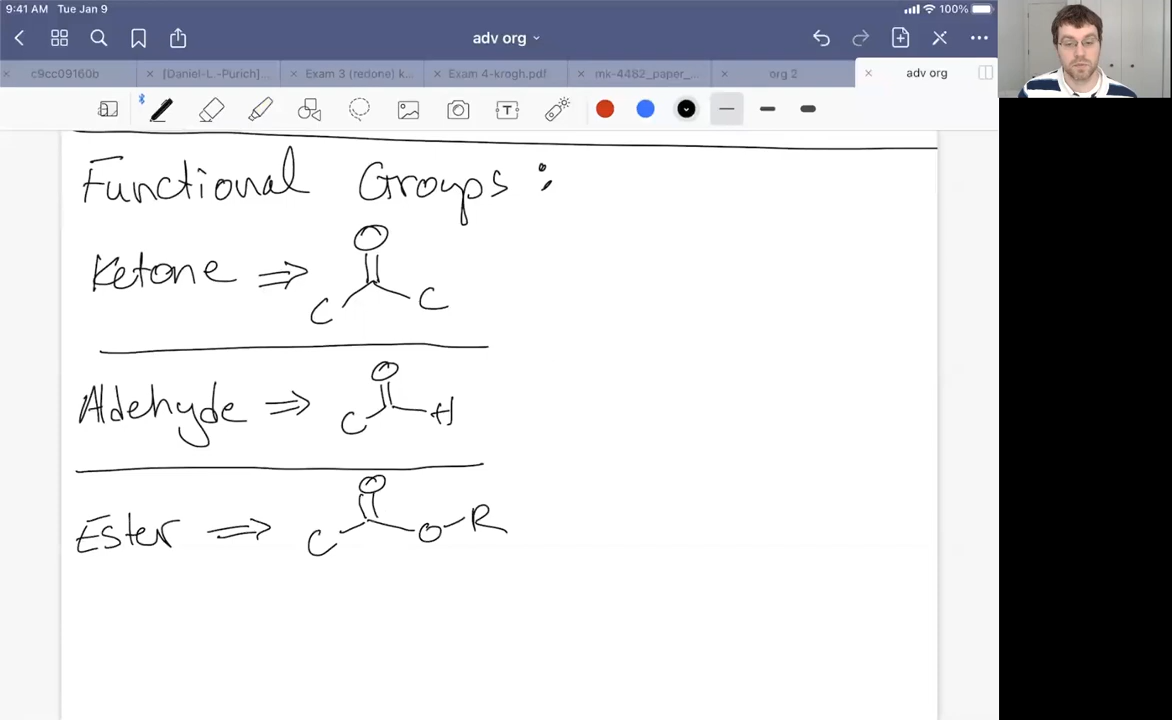 9:41 AM Tue Jan 9
100%
adv org
c9cc09160b
[Daniel-L.-Purich]...
Exam 3 (redone) k...
Exam 4-krogh.pdf
mk-4482_paper_...
org 2
adv org
Functional Groups :
O
Ketone ⇒ C C
O
Aldehyde ⇒ C H
O
Ester ⇒ C O R